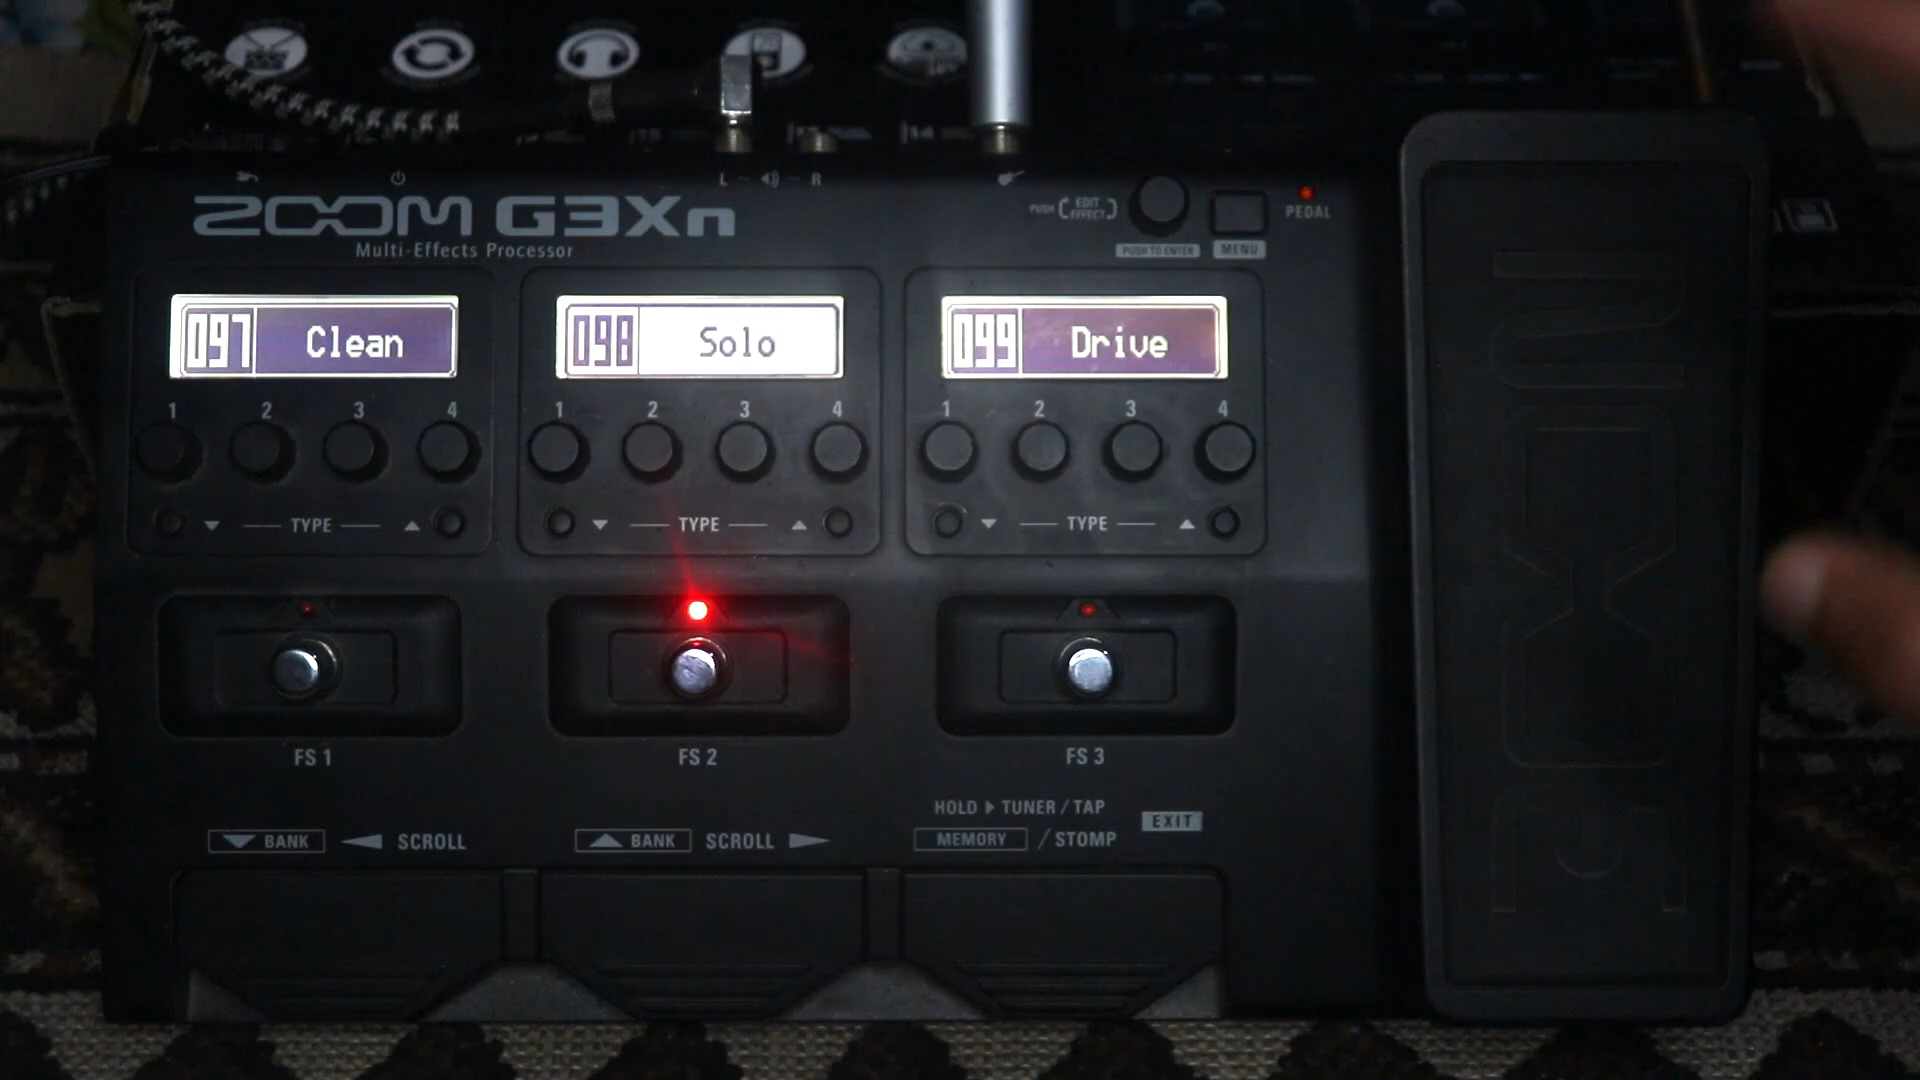 L R
ZOOM G3Xn
Multi-Effects Processor
PUSH EDIT EFFECT
PUSH TO ENTER
MENU
PEDAL
097 Clean
098 Solo
099 Drive
1 2 3 4
1 2 3 4
1 2 3 4
TYPE
TYPE
TYPE
FS 1
FS 2
FS 3
HOLD TUNER / TAP
BANK SCROLL
BANK SCROLL
MEMORY / STOMP
EXIT
ZOOM